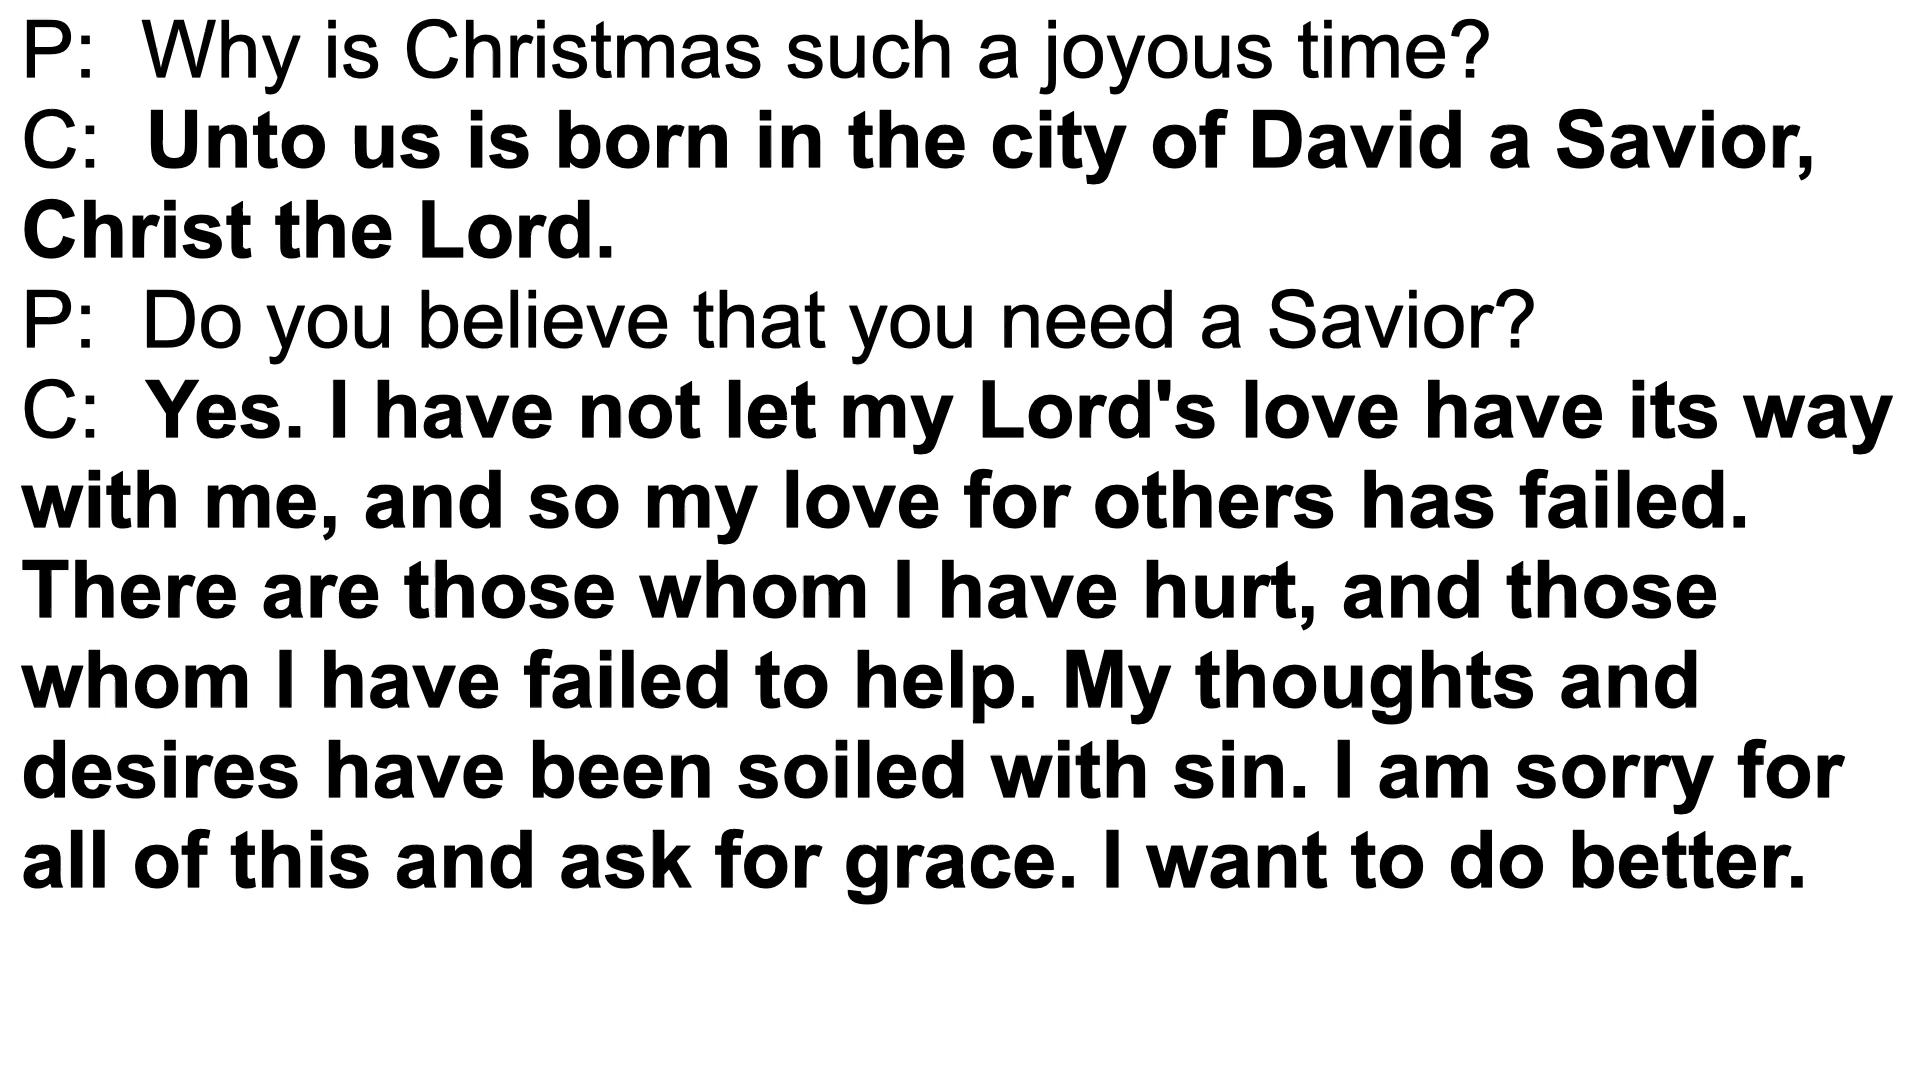 P:  Why is Christmas such a joyous time?
C:  Unto us is born in the city of David a Savior,
Christ the Lord.
P:  Do you believe that you need a Savior?
C:  Yes. I have not let my Lord's love have its way
with me, and so my love for others has failed.
There are those whom I have hurt, and those
whom I have failed to help. My thoughts and
desires have been soiled with sin. I am sorry for
all of this and ask for grace. I want to do better.